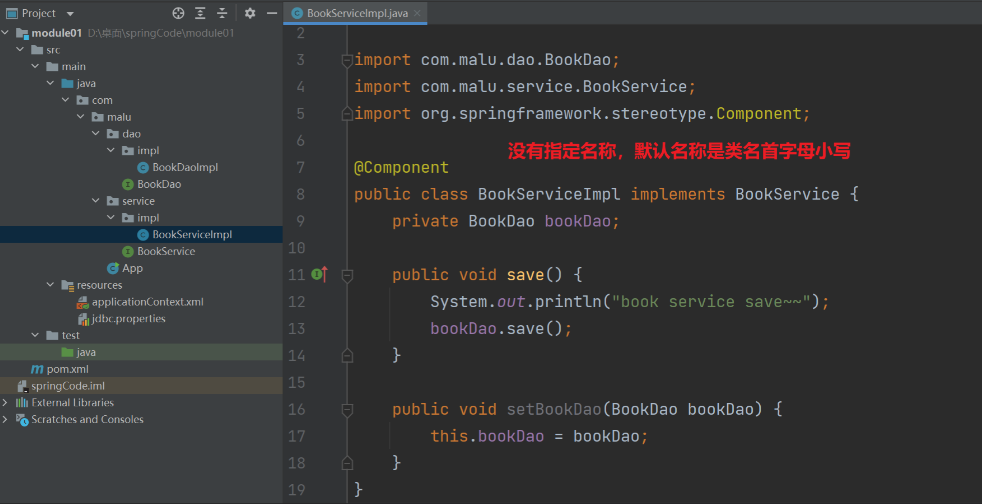 Project
module01 D:\桌面\springCode\module01
src
main
java
com
malu
dao
impl
BookDaoImpl
BookDao
service
impl
BookServiceImpl
BookService
App
resources
applicationContext.xml
jdbc.properties
test
java
pom.xml
springCode.iml
External Libraries
Scratches and Consoles
BookServiceImpl.java
2
3 import com.malu.dao.BookDao;
4 import com.malu.service.BookService;
5 import org.springframework.stereotype.Component;
6 没有指定名称，默认名称是类名首字母小写
7 @Component
8 public class BookServiceImpl implements BookService {
9 private BookDao bookDao;
10
11 public void save() {
12 System.out.println("book service save~~");
13 bookDao.save();
14 }
15
16 public void setBookDao(BookDao bookDao) {
17 this.bookDao = bookDao;
18 }
19 }